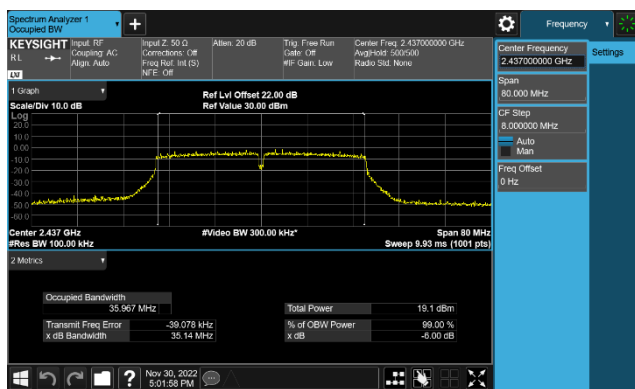 Spectrum Analyzer 1
Occupied BW
Frequency
KEYSIGHT
Input: RF
Coupling: AC
Align: Auto
Input Z: 50 Ω
Corrections: Off
Freq Ref: Int (S)
NFE: Off
Atten: 20 dB
Trig: Free Run
Gate: Off
#IF Gain: Low
Center Freq: 2.437000000 GHz
Avg|Hold: 500/500
Radio Std: None
RL
LXI
Center Frequency
2.437000000 GHz
Settings
Span
80.000 MHz
CF Step
8.000000 MHz
Auto
Man
Freq Offset
0 Hz
1 Graph
Scale/Div 10.0 dB
Ref Lvl Offset 22.00 dB
Ref Value 30.00 dBm
Log
20.0
10.0
0.00
-10.0
-20.0
-30.0
-40.0
-50.0
-60.0
Center 2.437 GHz
#Video BW 300.00 kHz*
Span 80 MHz
#Res BW 100.00 kHz
Sweep 9.93 ms (1001 pts)
2 Metrics
Occupied Bandwidth
35.967 MHz
Total Power 19.1 dBm
Transmit Freq Error -39.078 kHz
% of OBW Power 99.00 %
x dB Bandwidth 35.14 MHz
x dB -6.00 dB
?
Nov 30, 2022
5:01:58 PM